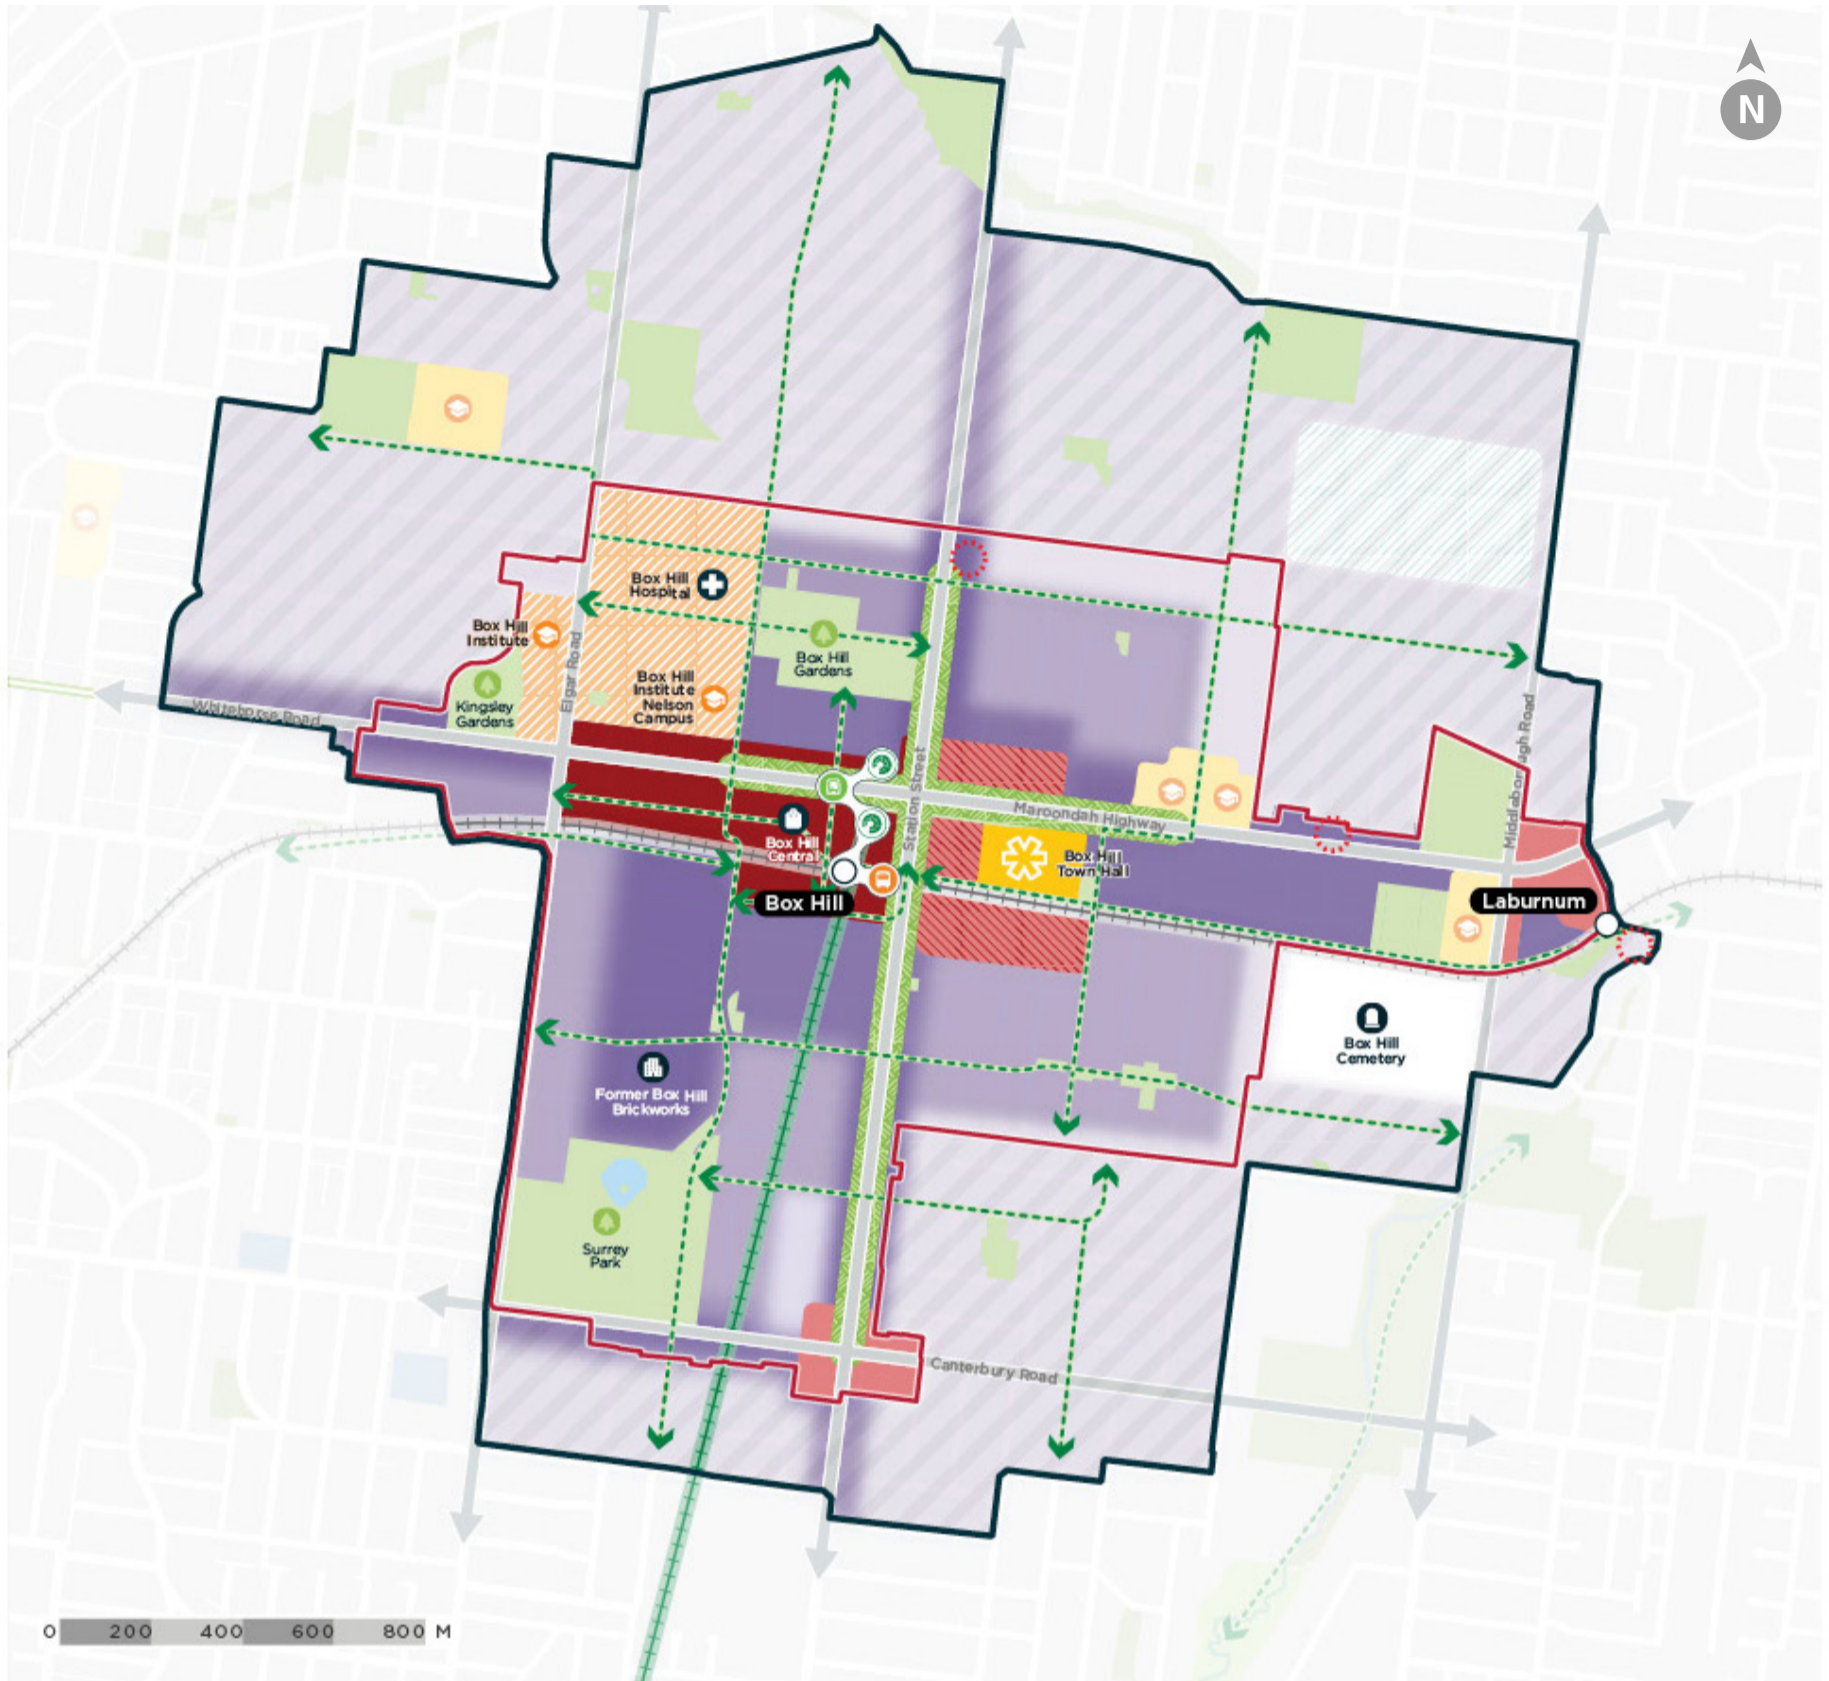 N
Box Hill
Hospital
Box Hill
Institute
Elgar Road
Box Hill
Gardens
Box Hill
Institute
Nelson
Campus
Kingsley
Gardens
Whitehorse Road
Station Street
Maroondah Highway
Middleborough Road
Box Hill
Central
Box Hill
Town Hall
Box Hill
Laburnum
Box Hill
Cemetery
Former Box Hill
Brickworks
Surrey
Park
Canterbury Road
0 200 400 600 800 M